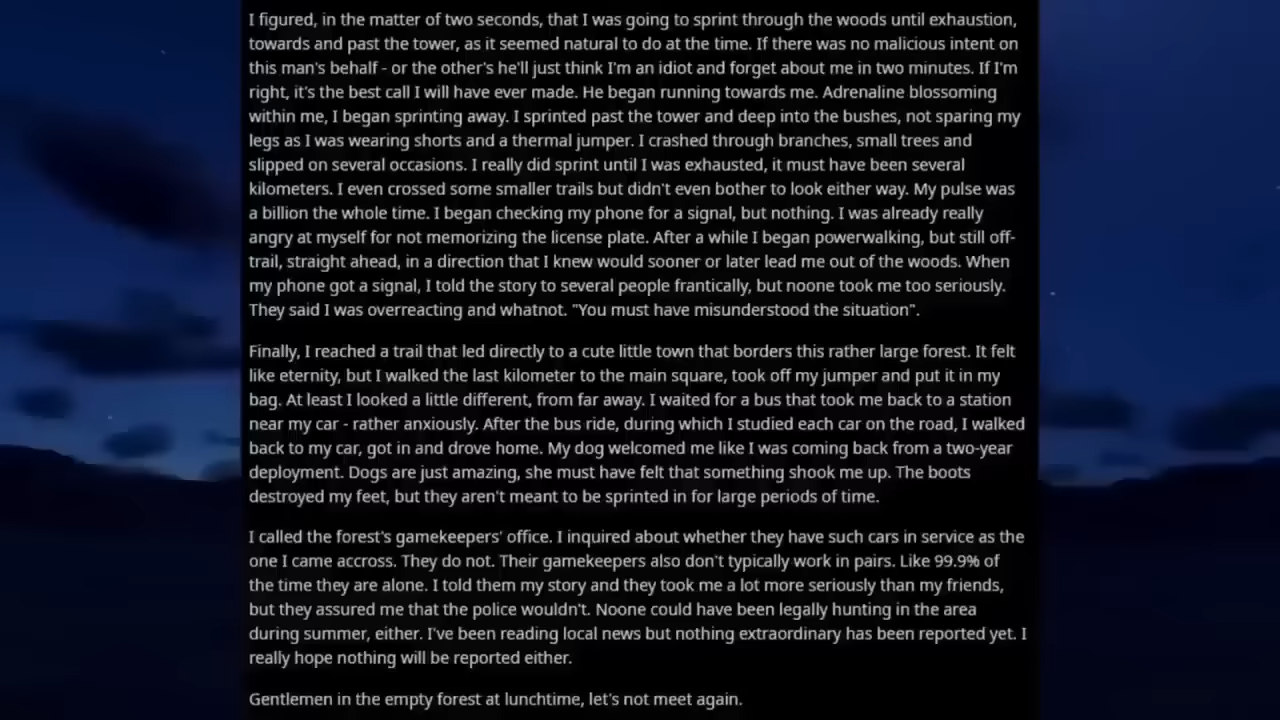 I figured, in the matter of two seconds, that I was going to sprint through the woods until exhaustion,
towards and past the tower, as it seemed natural to do at the time. If there was no malicious intent on
this man's behalf - or the other's he'll just think I'm an idiot and forget about me in two minutes. If I'm
right, it's the best call I will have ever made. He began running towards me. Adrenaline blossoming
within me, I began sprinting away. I sprinted past the tower and deep into the bushes, not sparing my
legs as I was wearing shorts and a thermal jumper. I crashed through branches, small trees and
slipped on several occasions. I really did sprint until I was exhausted, it must have been several
kilometers. I even crossed some smaller trails but didn't even bother to look either way. My pulse was
a billion the whole time. I began checking my phone for a signal, but nothing. I was already really
angry at myself for not memorizing the license plate. After a while I began powerwalking, but still off-
trail, straight ahead, in a direction that I knew would sooner or later lead me out of the woods. When
my phone got a signal, I told the story to several people frantically, but noone took me too seriously.
They said I was overreacting and whatnot. "You must have misunderstood the situation".
Finally, I reached a trail that led directly to a cute little town that borders this rather large forest. It felt
like eternity, but I walked the last kilometer to the main square, took off my jumper and put it in my
bag. At least I looked a little different, from far away. I waited for a bus that took me back to a station
near my car - rather anxiously. After the bus ride, during which I studied each car on the road, I walked
back to my car, got in and drove home. My dog welcomed me like I was coming back from a two-year
deployment. Dogs are just amazing, she must have felt that something shook me up. The boots
destroyed my feet, but they aren't meant to be sprinted in for large periods of time.
I called the forest's gamekeepers' office. I inquired about whether they have such cars in service as the
one I came accross. They do not. Their gamekeepers also don't typically work in pairs. Like 99.9% of
the time they are alone. I told them my story and they took me a lot more seriously than my friends,
but they assured me that the police wouldn't. Noone could have been legally hunting in the area
during summer, either. I've been reading local news but nothing extraordinary has been reported yet. I
really hope nothing will be reported either.
Gentlemen in the empty forest at lunchtime, let's not meet again.